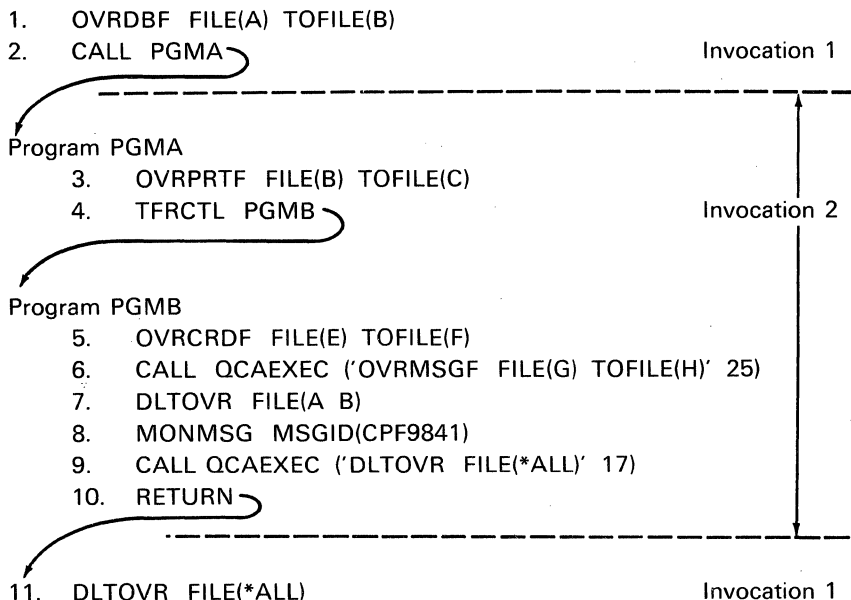 1. OVRDBF FILE(A) TOFILE(B)
2. CALL PGMA Invocation 1
Program PGMA
3. OVRPRTF FILE(B) TOFILE(C)
4. TFRCTL PGMB Invocation 2
Program PGMB
5. OVRCRDF FILE(E) TOFILE(F)
6. CALL QCAEXEC ('OVRMSGF FILE(G) TOFILE(H)' 25)
7. DLTOVR FILE(A B)
8. MONMSG MSGID(CPF9841)
9. CALL QCAEXEC ('DLTOVR FILE(*ALL)' 17)
10. RETURN
11. DLTOVR FILE(*ALL) Invocation 1